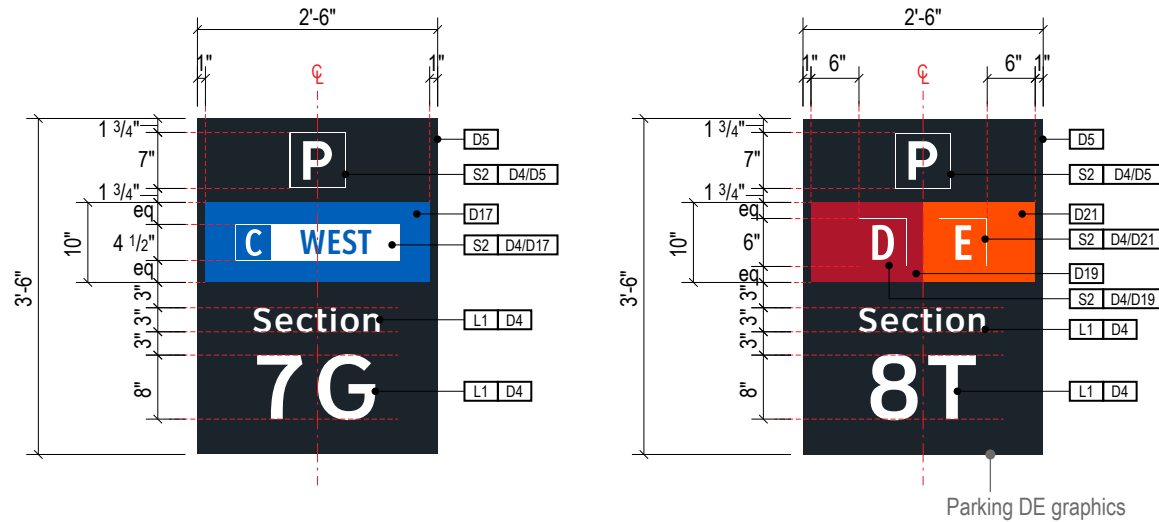 2'-6"
1"
1"
℄
1 3/4"
7"
1 3/4"
eq
4 1/2"
eq
10"
3'-6"
3"
3"
3"
8"
P
C WEST
Section
7G
D5
S2 D4/D5
D17
S2 D4/D17
L1 D4
L1 D4
2'-6"
1" 6"
6" 1"
℄
1 3/4"
7"
1 3/4"
eq
6"
eq
10"
3'-6"
3"
3"
3"
8"
P
D E
Section
8T
D5
S2 D4/D5
D21
S2 D4/D21
D19
S2 D4/D19
L1 D4
L1 D4
Parking DE graphics